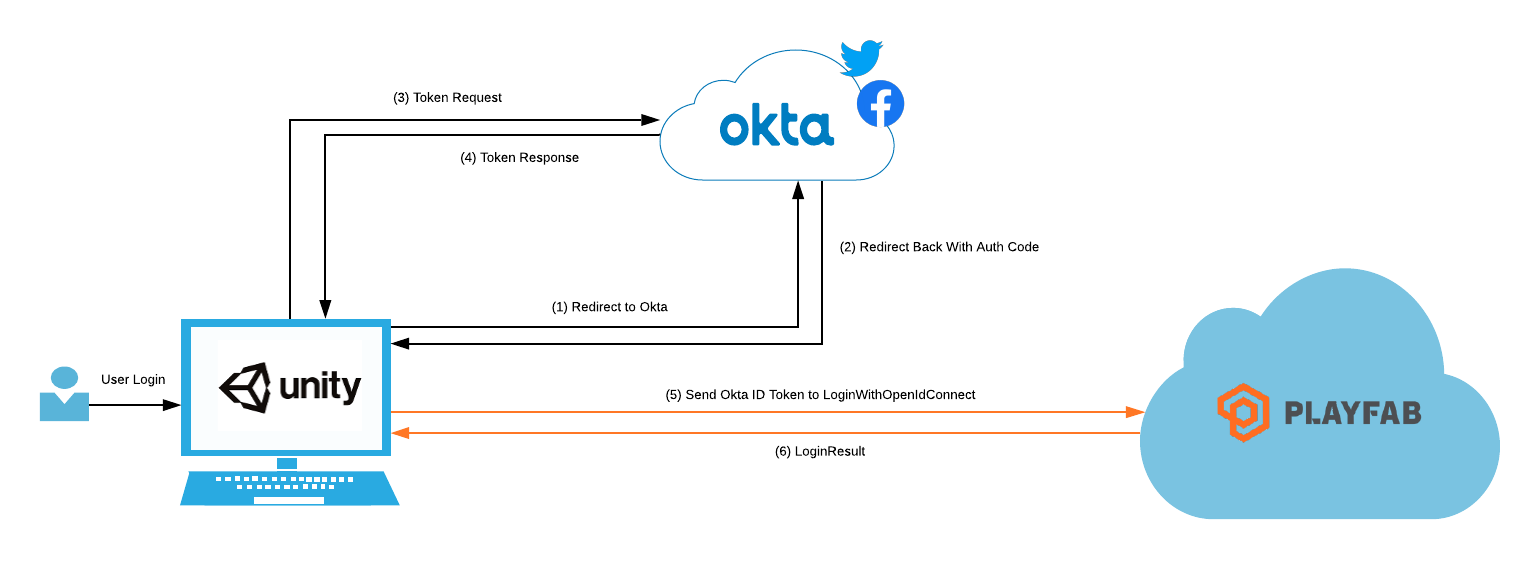 (3) Token Request
okta
(4) Token Response
(2) Redirect Back With Auth Code
(1) Redirect to Okta
User Login
unity
(5) Send Okta ID Token to LoginWithOpenIdConnect
PLAYFAB
(6) LoginResult